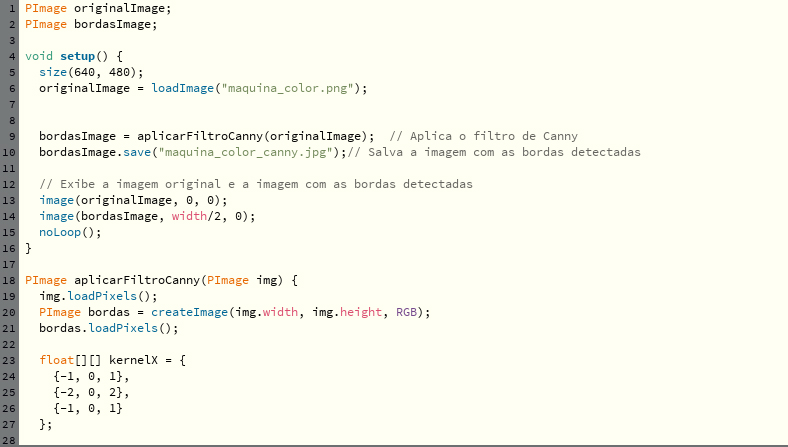 1 PImage originalImage;
2 PImage bordasImage;
3
4 void setup() {
5   size(640, 480);
6   originalImage = loadImage("maquina_color.png");
7
8
9   bordasImage = aplicarFiltroCanny(originalImage);  // Aplica o filtro de Canny
10   bordasImage.save("maquina_color_canny.jpg");// Salva a imagem com as bordas detectadas
11
12   // Exibe a imagem original e a imagem com as bordas detectadas
13   image(originalImage, 0, 0);
14   image(bordasImage, width/2, 0);
15   noLoop();
16 }
17
18 PImage aplicarFiltroCanny(PImage img) {
19   img.loadPixels();
20   PImage bordas = createImage(img.width, img.height, RGB);
21   bordas.loadPixels();
22
23   float[][] kernelX = {
24     {-1, 0, 1},
25     {-2, 0, 2},
26     {-1, 0, 1}
27   };
28